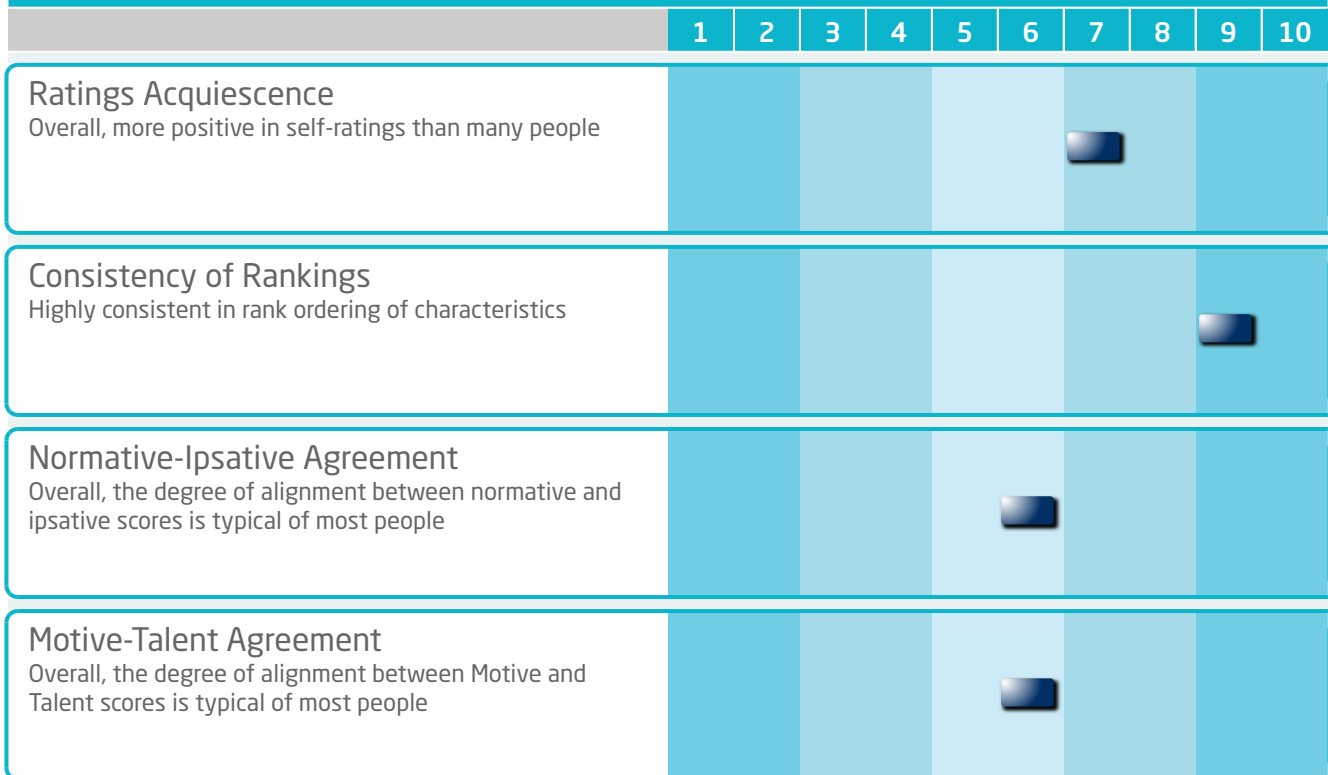 1 2 3 4 5 6 7 8 9 10
Ratings Acquiescence
Overall, more positive in self-ratings than many people
Consistency of Rankings
Highly consistent in rank ordering of characteristics
Normative-Ipsative Agreement
Overall, the degree of alignment between normative and
ipsative scores is typical of most people
Motive-Talent Agreement
Overall, the degree of alignment between Motive and
Talent scores is typical of most people